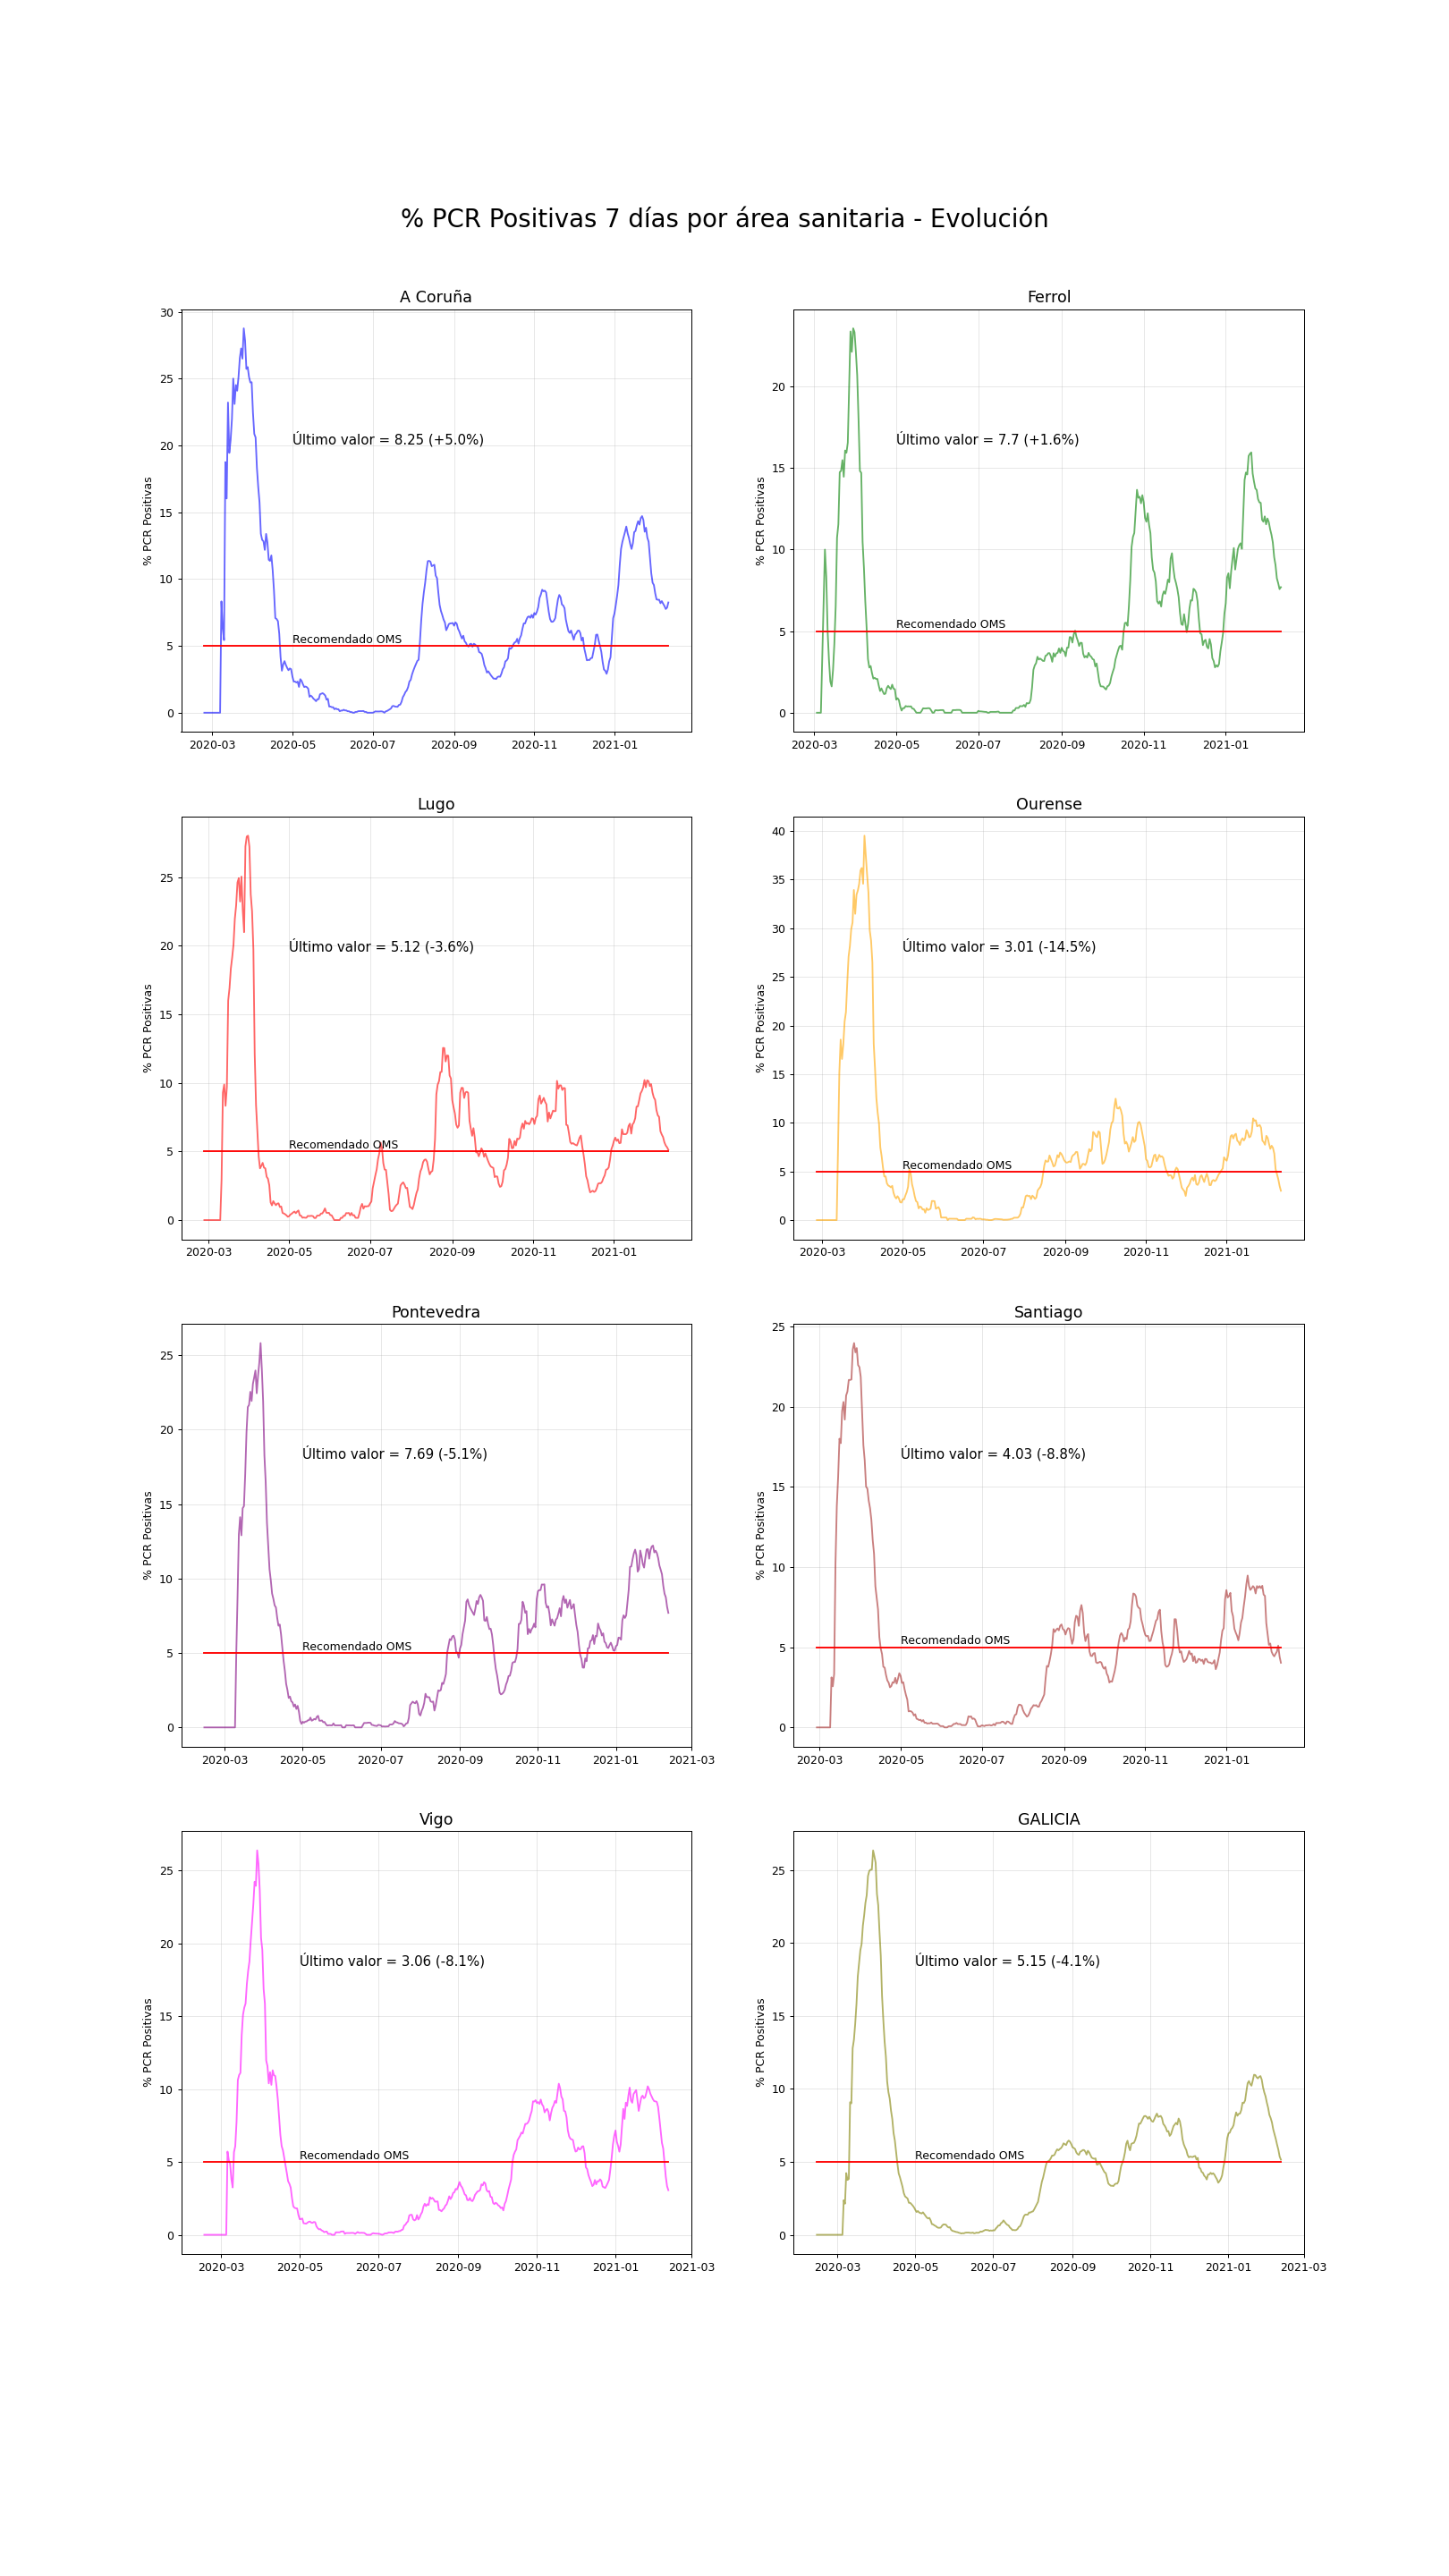 % PCR Positivas 7 días por área sanitaria - Evolución
A Coruña
30
25
20
15
10
5
0
% PCR Positivas
Último valor = 8.25 (+5.0%)
Recomendado OMS
2020-03 2020-05 2020-07 2020-09 2020-11 2021-01
Ferrol
20
15
10
5
0
% PCR Positivas
Último valor = 7.7 (+1.6%)
Recomendado OMS
2020-03 2020-05 2020-07 2020-09 2020-11 2021-01
Lugo
25
20
15
10
5
0
% PCR Positivas
Último valor = 5.12 (-3.6%)
Recomendado OMS
2020-03 2020-05 2020-07 2020-09 2020-11 2021-01
Ourense
40
35
30
25
20
15
10
5
0
% PCR Positivas
Último valor = 3.01 (-14.5%)
Recomendado OMS
2020-03 2020-05 2020-07 2020-09 2020-11 2021-01
Pontevedra
25
20
15
10
5
0
% PCR Positivas
Último valor = 7.69 (-5.1%)
Recomendado OMS
2020-03 2020-05 2020-07 2020-09 2020-11 2021-01 2021-03
Santiago
25
20
15
10
5
0
% PCR Positivas
Último valor = 4.03 (-8.8%)
Recomendado OMS
2020-03 2020-05 2020-07 2020-09 2020-11 2021-01
Vigo
25
20
15
10
5
0
% PCR Positivas
Último valor = 3.06 (-8.1%)
Recomendado OMS
2020-03 2020-05 2020-07 2020-09 2020-11 2021-01 2021-03
GALICIA
25
20
15
10
5
0
% PCR Positivas
Último valor = 5.15 (-4.1%)
Recomendado OMS
2020-03 2020-05 2020-07 2020-09 2020-11 2021-01 2021-03